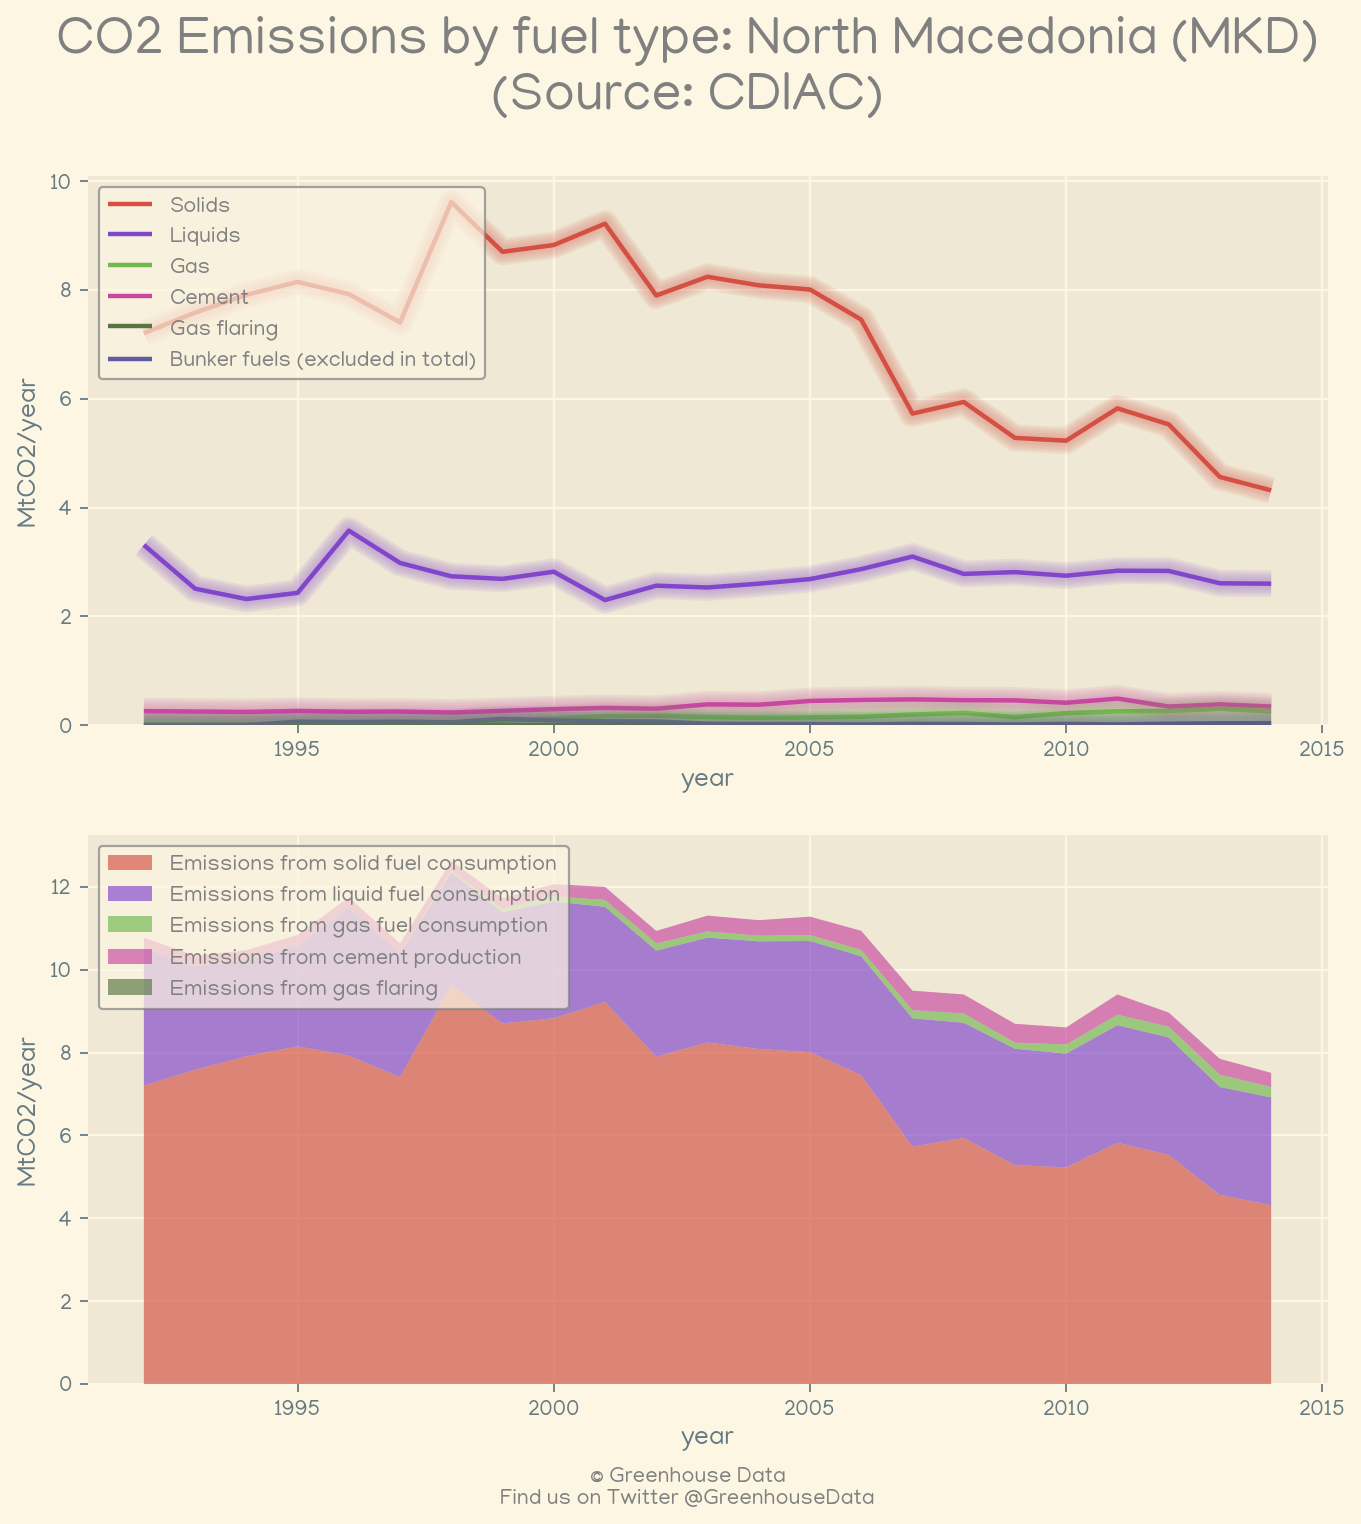 CO2 Emissions by fuel type: North Macedonia (MKD)
(Source: CDIAC)
10
8
6
4
2
0
MtCO2/year
Solids
Liquids
Gas
Cement
Gas flaring
Bunker fuels (excluded in total)
1995
2000
2005
2010
2015
year
12
10
8
6
4
2
0
MtCO2/year
Emissions from solid fuel consumption
Emissions from liquid fuel consumption
Emissions from gas fuel consumption
Emissions from cement production
Emissions from gas flaring
1995
2000
2005
2010
2015
year
© Greenhouse Data
Find us on Twitter @GreenhouseData